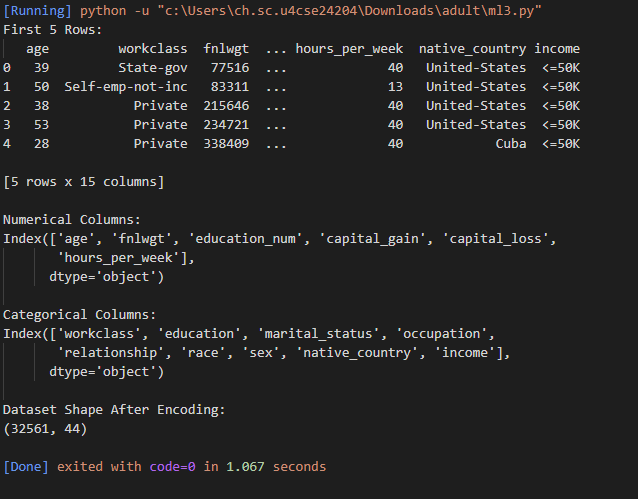 [Running] python -u "c:\Users\ch.sc.u4cse24204\Downloads\adult\ml3.py"
First 5 Rows:
   age         workclass  fnlwgt  ... hours_per_week  native_country income
0   39         State-gov   77516  ...             40   United-States  <=50K
1   50  Self-emp-not-inc   83311  ...             13   United-States  <=50K
2   38           Private  215646  ...             40   United-States  <=50K
3   53           Private  234721  ...             40   United-States  <=50K
4   28           Private  338409  ...             40            Cuba  <=50K

[5 rows x 15 columns]

Numerical Columns:
Index(['age', 'fnlwgt', 'education_num', 'capital_gain', 'capital_loss',
       'hours_per_week'],
      dtype='object')

Categorical Columns:
Index(['workclass', 'education', 'marital_status', 'occupation',
       'relationship', 'race', 'sex', 'native_country', 'income'],
      dtype='object')

Dataset Shape After Encoding:
(32561, 44)

[Done] exited with code=0 in 1.067 seconds